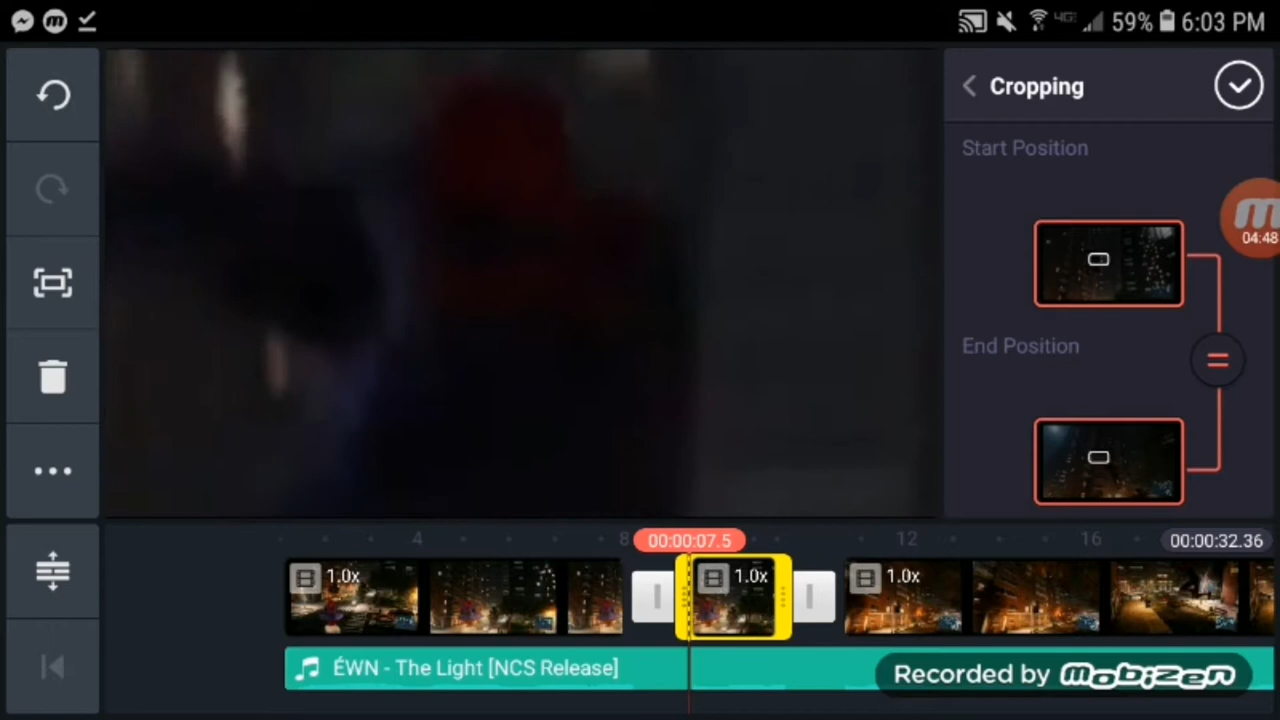 4G 59% 6:03 PM
Cropping
Start Position
04:48
End Position
4 8 12 16
00:00:07.5
00:00:32.36
1.0x 1.0x 1.0x
ÉWN - The Light [NCS Release]
Recorded by mobizen